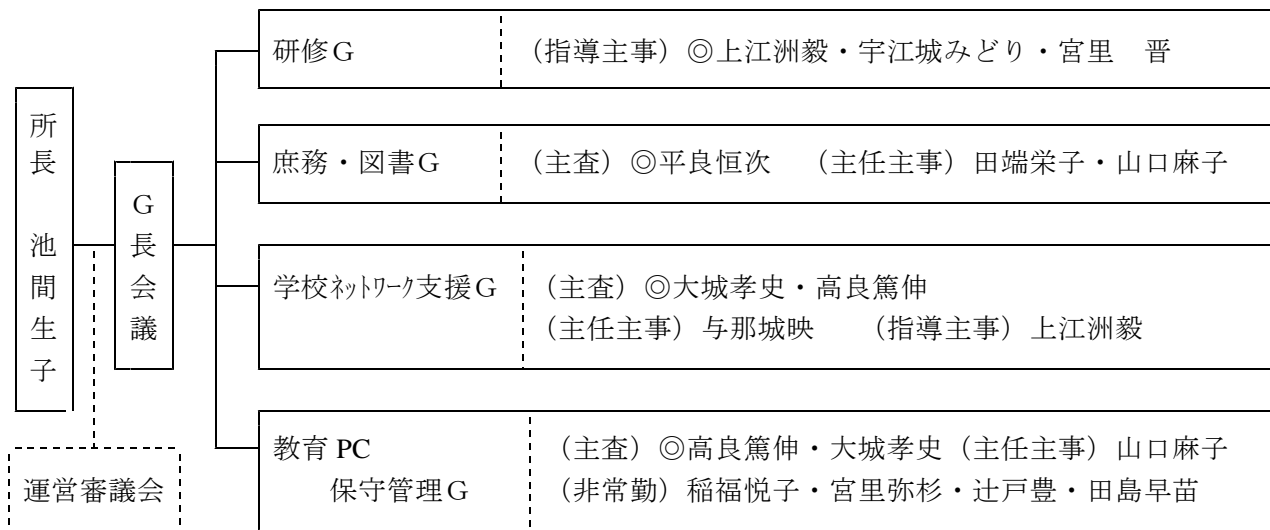 所長　池間生子
G長会議
運営審議会
研修G　（指導主事）◎上江洲毅・宇江城みどり・宮里　晋
庶務・図書G　（主査）◎平良恒次　（主任主事）田端栄子・山口麻子
学校ﾈｯﾄﾜｰｸ支援G　（主査）◎大城孝史・高良篤伸
（主任主事）与那城映　（指導主事）上江洲毅
教育PC　（主査）◎高良篤伸・大城孝史（主任主事）山口麻子
保守管理G　（非常勤）稲福悦子・宮里弥杉・辻戸豊・田島早苗